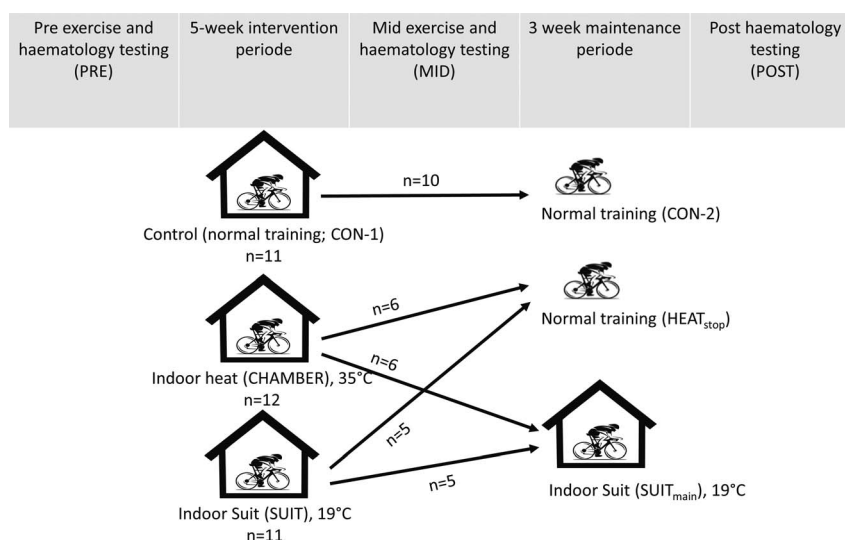 Pre exercise and
haematology testing
(PRE)
5-week intervention
periode
Mid exercise and
haematology testing
(MID)
3 week maintenance
periode
Post haematology
testing
(POST)
n=10
Control (normal training; CON-1)
n=11
Normal training (CON-2)
n=6
Normal training (HEATstop)
n=6
Indoor heat (CHAMBER), 35°C
n=12
n=5
n=5
Indoor Suit (SUITmain), 19°C
Indoor Suit (SUIT), 19°C
n=11